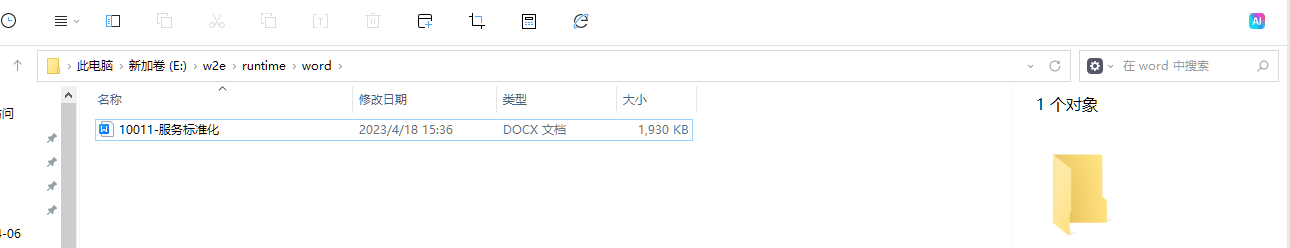 AI
此电脑 › 新加卷 (E:) › w2e › runtime › word ›
在 word 中搜索
名称 修改日期 类型 大小
1 个对象
问
10011-服务标准化 2023/4/18 15:36 DOCX 文档 1,930 KB
4-06